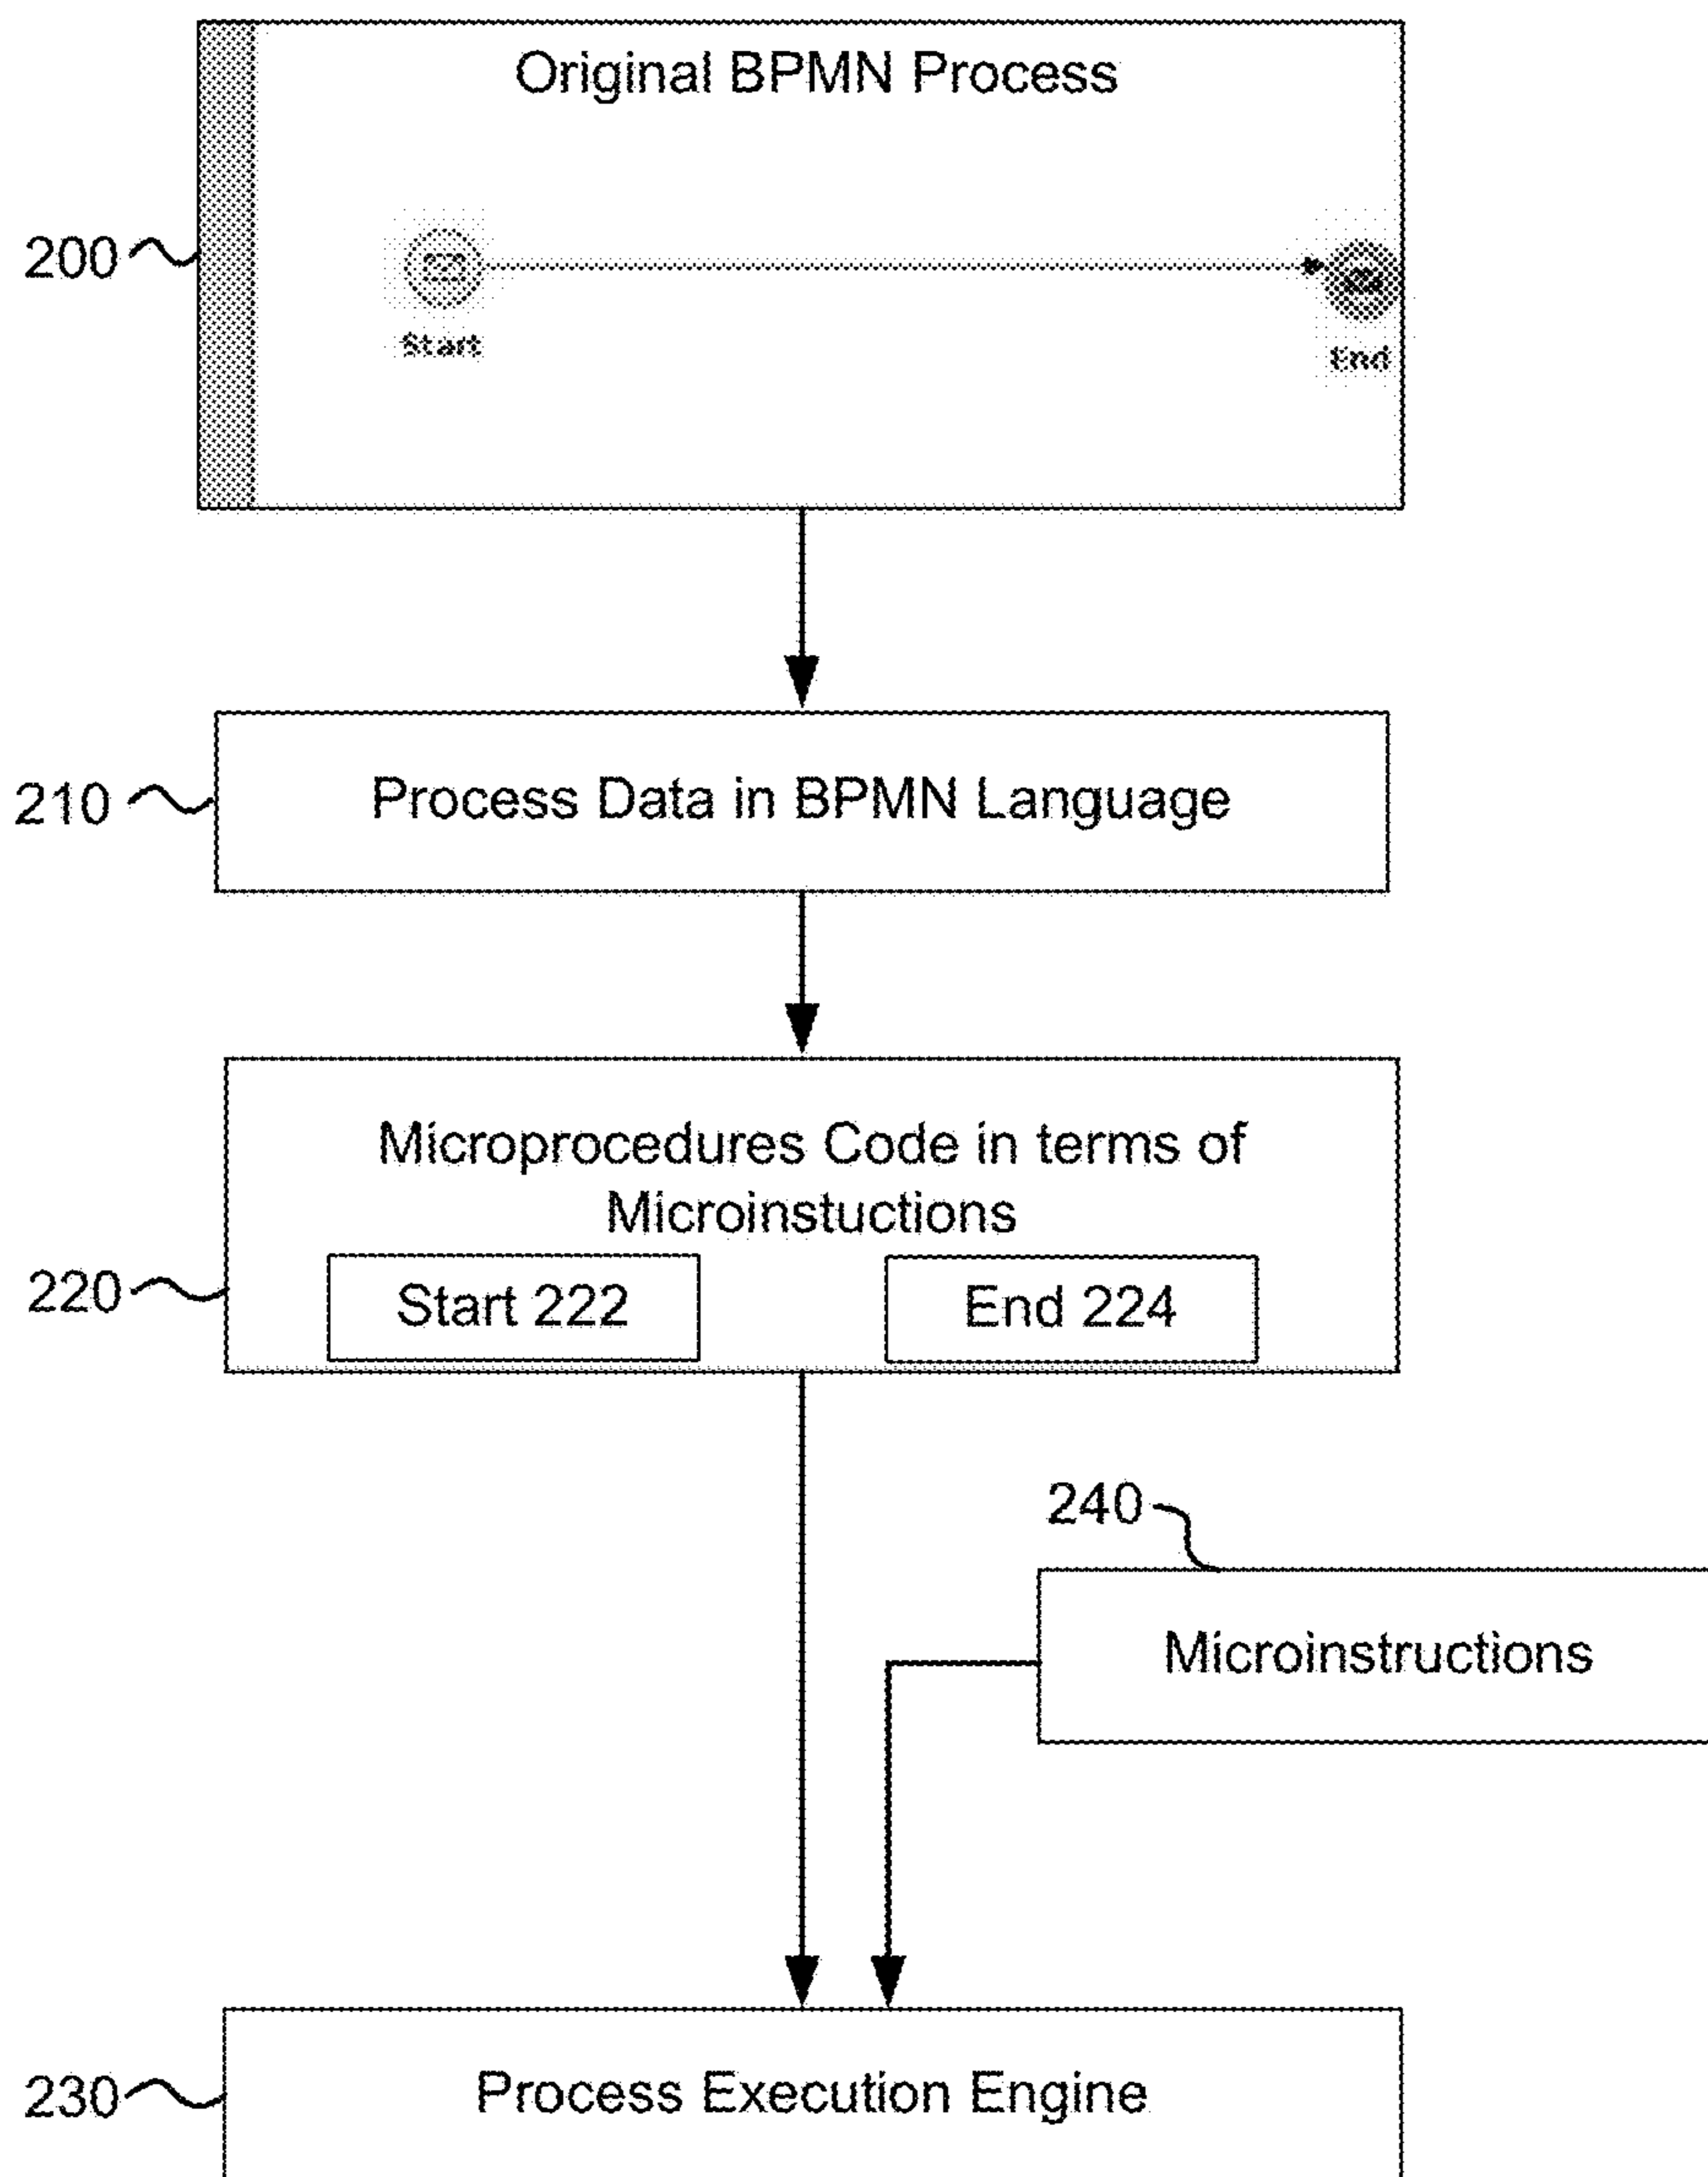 Original BPMN Process
200
Start
End
210
Process Data in BPMN Language
Microprocedures Code in terms of
Microinstuctions
220
Start 222
End 224
240
Microinstructions
230
Process Execution Engine